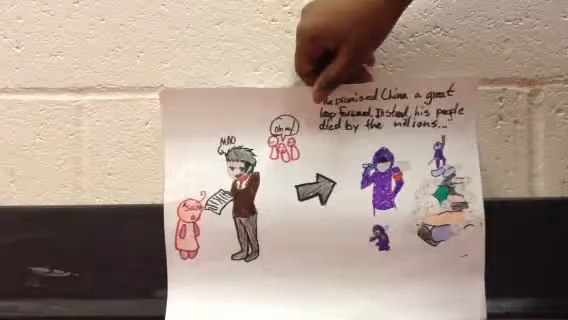 He promised China a great
leap forward. Instead, his people
died by the millions...
oh my!
MAO